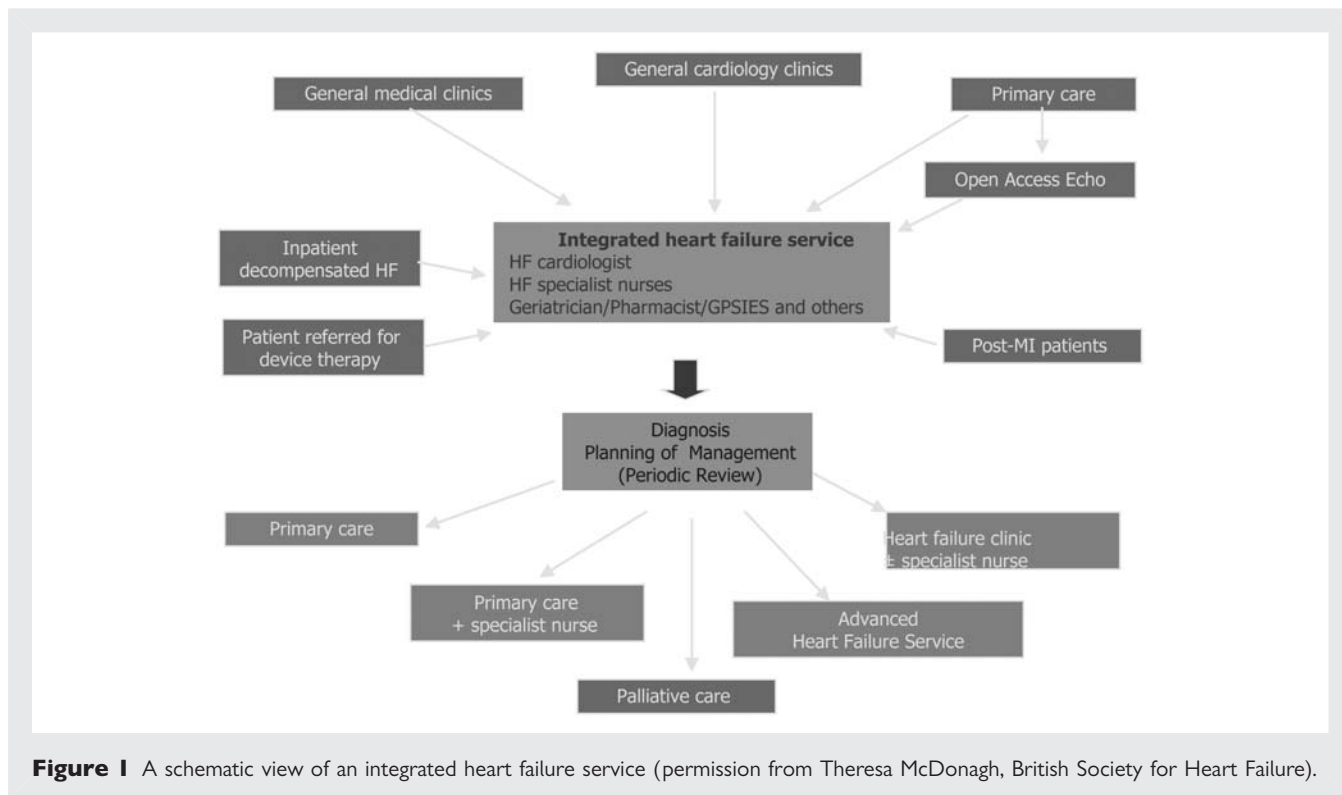 General cardiology clinics
General medical clinics
Primary care
Open Access Echo
Inpatient
decompensated HF
Integrated heart failure service
HF cardiologist
HF specialist nurses
Geriatrician/Pharmacist/GPSIES and others
Patient referred for
device therapy
Post-MI patients
Diagnosis
Planning of Management
(Periodic Review)
Primary care
Heart failure clinic
± specialist nurse
Primary care
+ specialist nurse
Advanced
Heart Failure Service
Palliative care
Figure 1 A schematic view of an integrated heart failure service (permission from Theresa McDonagh, British Society for Heart Failure).